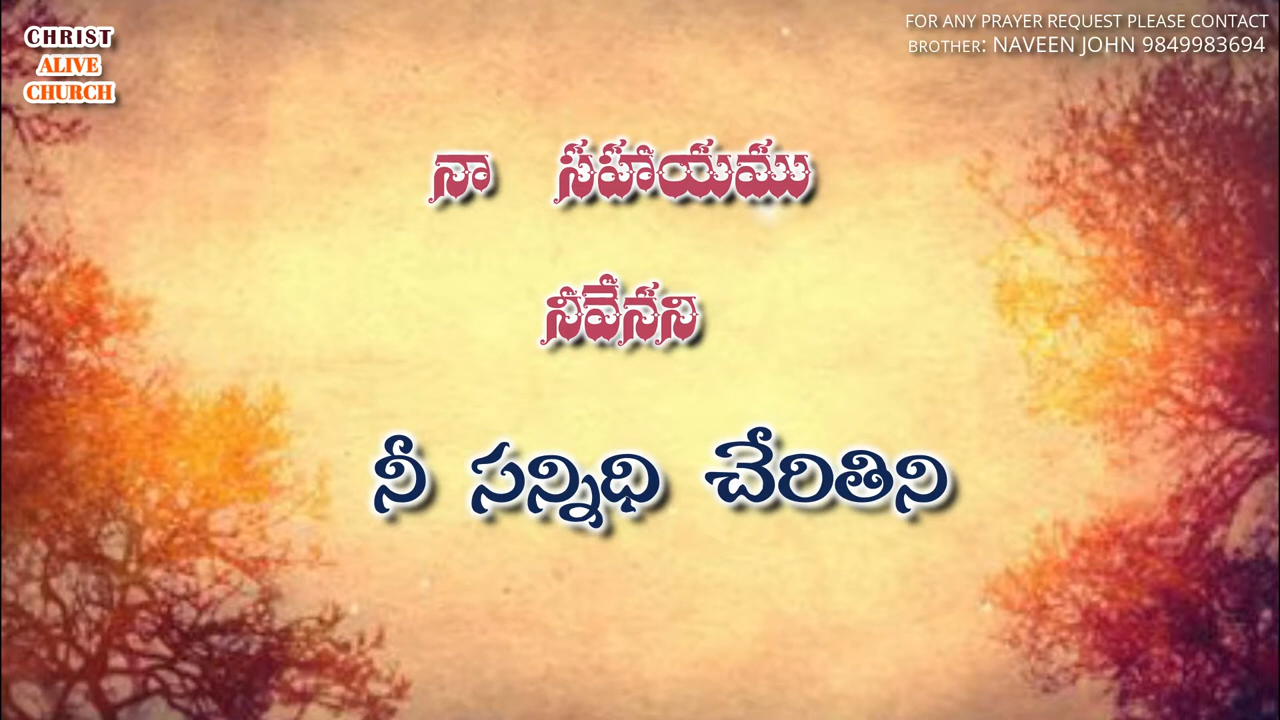 CHRIST
ALIVE
CHURCH
FOR ANY PRAYER REQUEST PLEASE CONTACT
BROTHER: NAVEEN JOHN 9849983694
నా సహాయము
నీవేనని
నీ సన్నిధి చేరితిని